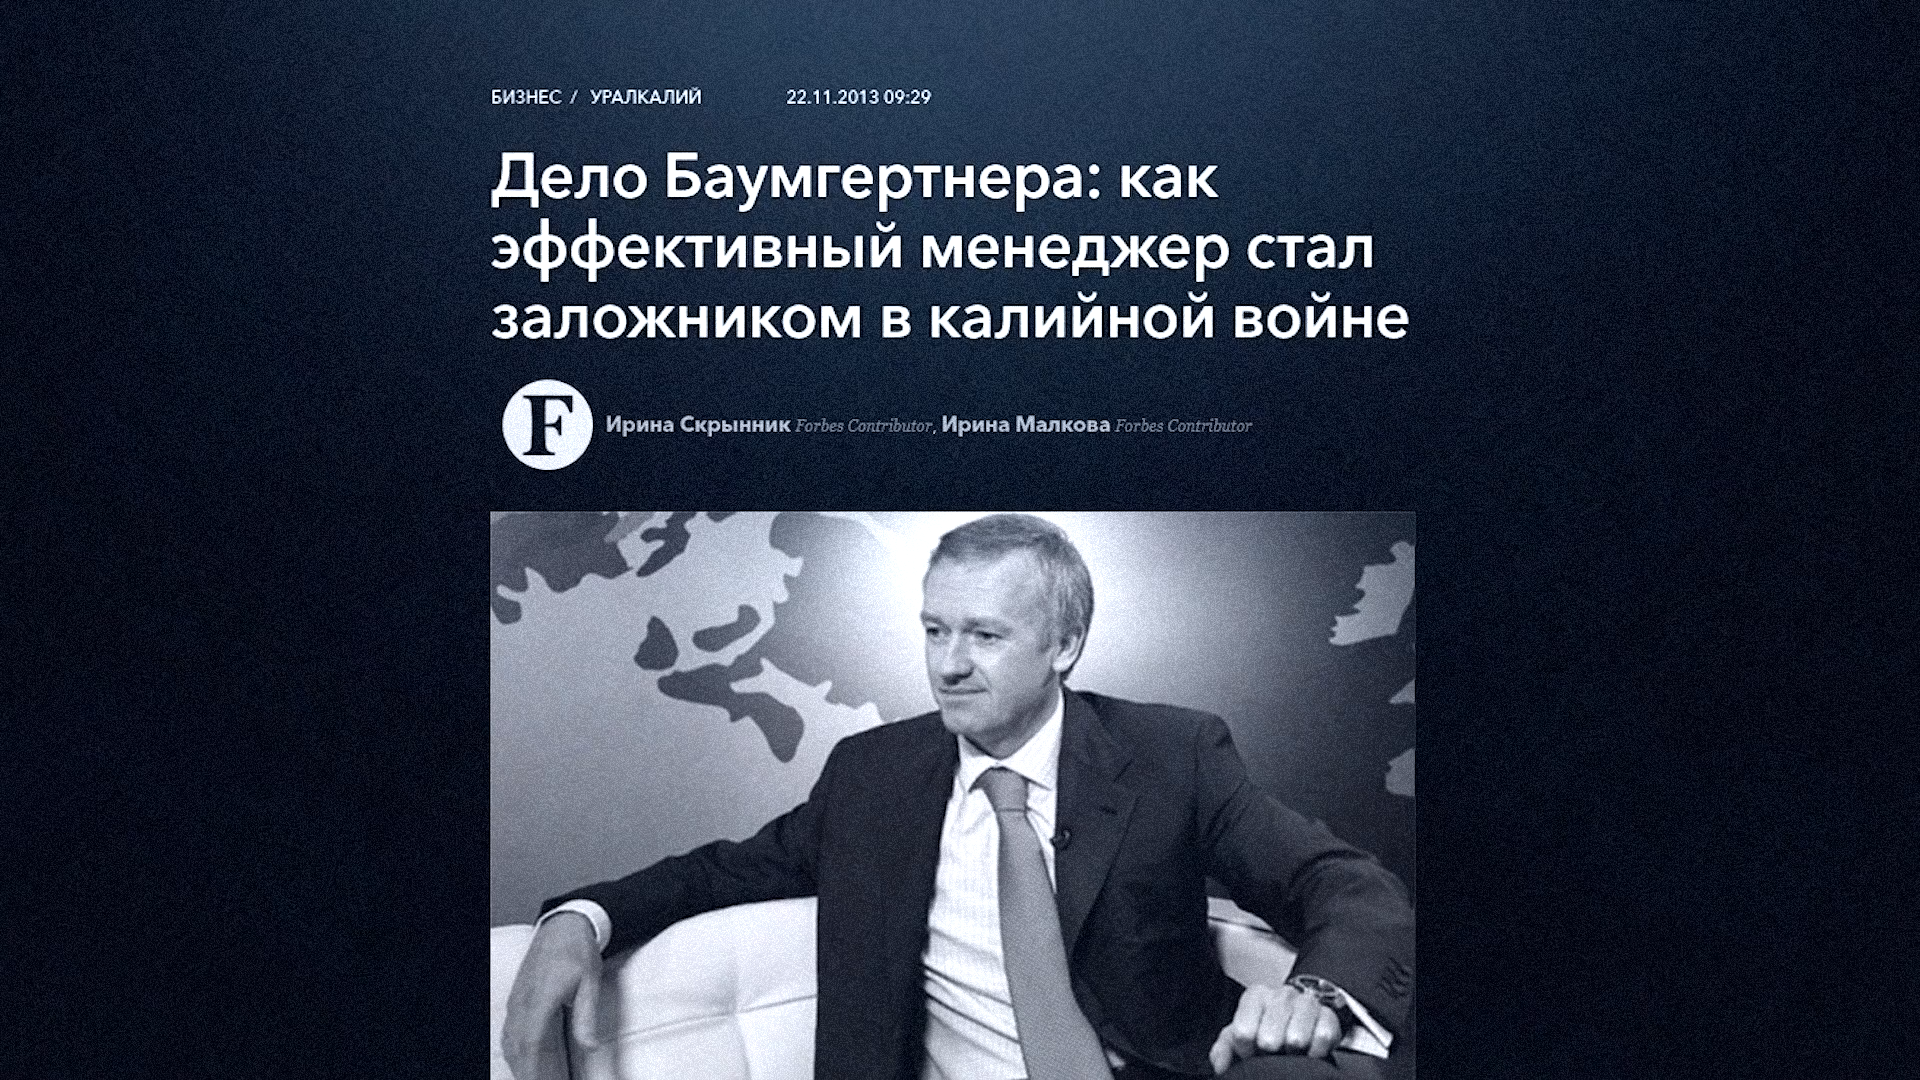 БИЗНЕС / УРАЛКАЛИЙ 22.11.2013 09:29
Дело Баумгертнера: как
эффективный менеджер стал
заложником в калийной войне
F
Ирина Скрынник Forbes Contributor, Ирина Малкова Forbes Contributor